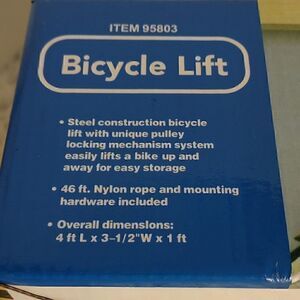 ITEM 95803
Bicycle Lift
• Steel construction bicycle
lift with unique pulley
locking mechanism system
easily lifts a bike up and
away for easy storage
• 46 ft. Nylon rope and mounting
hardware included
• Overall dimensions:
4 ft L x 3–1/2"W x 1 ft